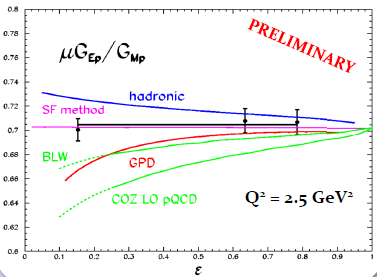 0.8
0.78
0.76
0.74
0.72
0.7
0.68
0.66
0.64
0.62
0.6
μG_Ep/G_Mp
PRELIMINARY
hadronic
SF method
BLW
GPD
COZ LO pQCD
Q² = 2.5 GeV²
0 0.1 0.2 0.3 0.4 0.5 0.6 0.7 0.8 0.9 1
ε